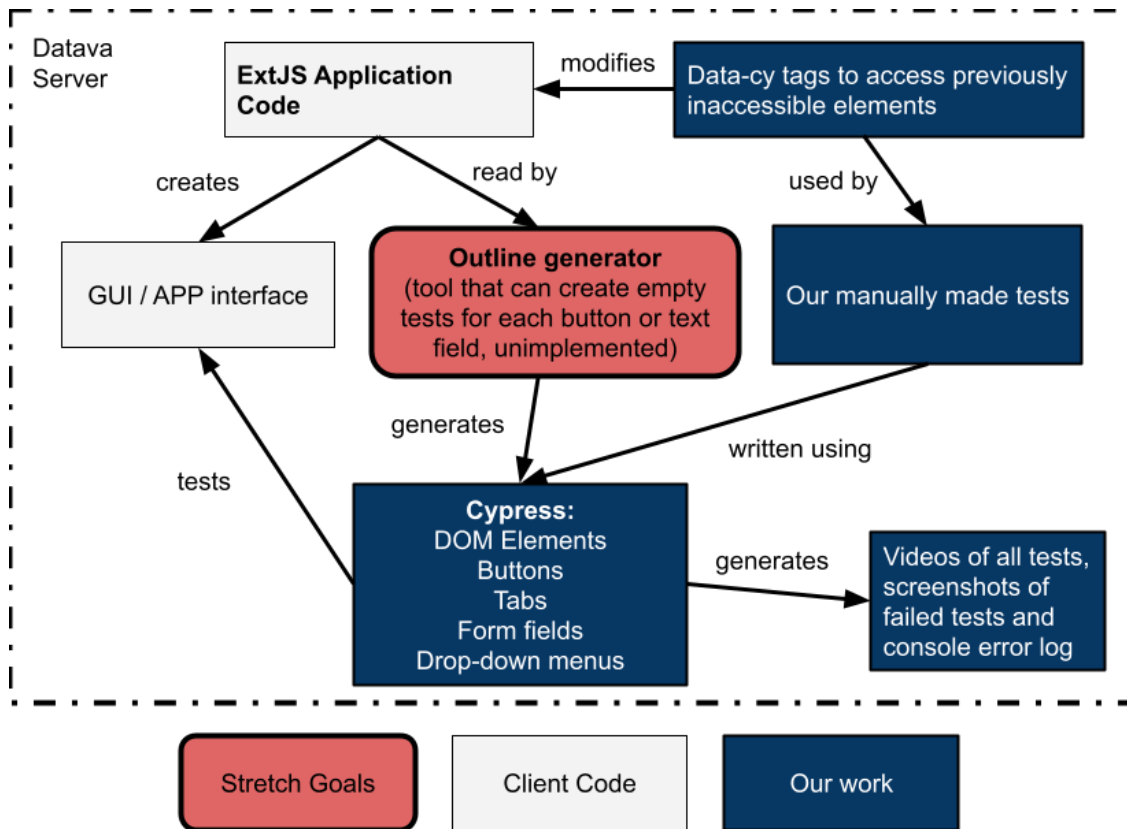 Datava
Server
ExtJS Application
Code
modifies
Data-cy tags to access previously
inaccessible elements
creates
read by
used by
GUI / APP interface
Outline generator
(tool that can create empty
tests for each button or text
field, unimplemented)
Our manually made tests
generates
written using
tests
Cypress:
DOM Elements
Buttons
Tabs
Form fields
Drop-down menus
generates
Videos of all tests,
screenshots of
failed tests and
console error log
Stretch Goals
Client Code
Our work